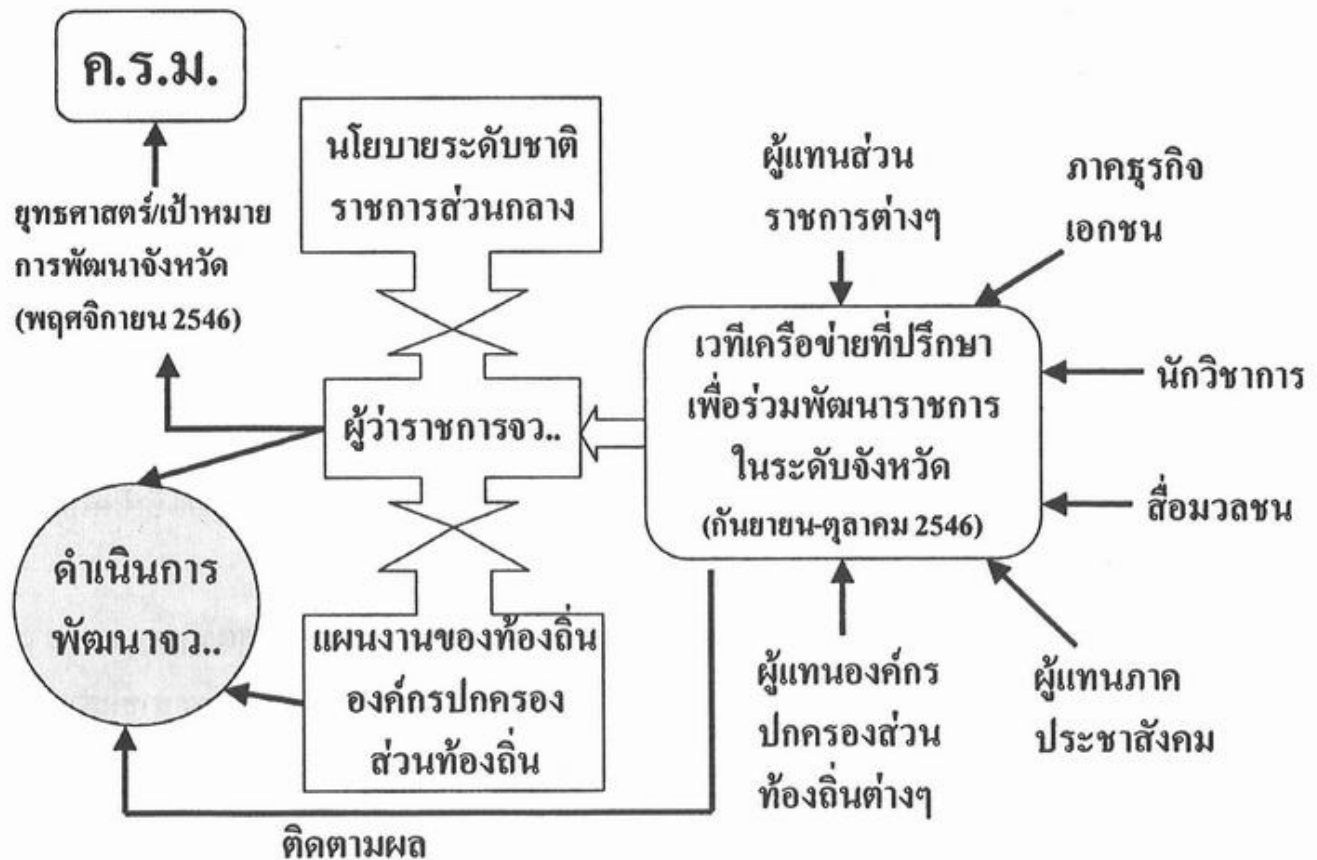 ค.ร.ม.
ยุทธศาสตร์/เป้าหมาย
การพัฒนาจังหวัด
(พฤศจิกายน 2546)
นโยบายระดับชาติ
ราชการส่วนกลาง
ผู้แทนส่วน
ราชการต่างๆ
ภาคธุรกิจ
เอกชน
ผู้ว่าราชการจว..
เวทีเครือข่ายที่ปรึกษา
เพื่อร่วมพัฒนาราชการ
ในระดับจังหวัด
(กันยายน-ตุลาคม 2546)
นักวิชาการ
สื่อมวลชน
ดำเนินการ
พัฒนาจว..
แผนงานของท้องถิ่น
องค์กรปกครอง
ส่วนท้องถิ่น
ผู้แทนองค์กร
ปกครองส่วน
ท้องถิ่นต่างๆ
ผู้แทนภาค
ประชาสังคม
ติดตามผล